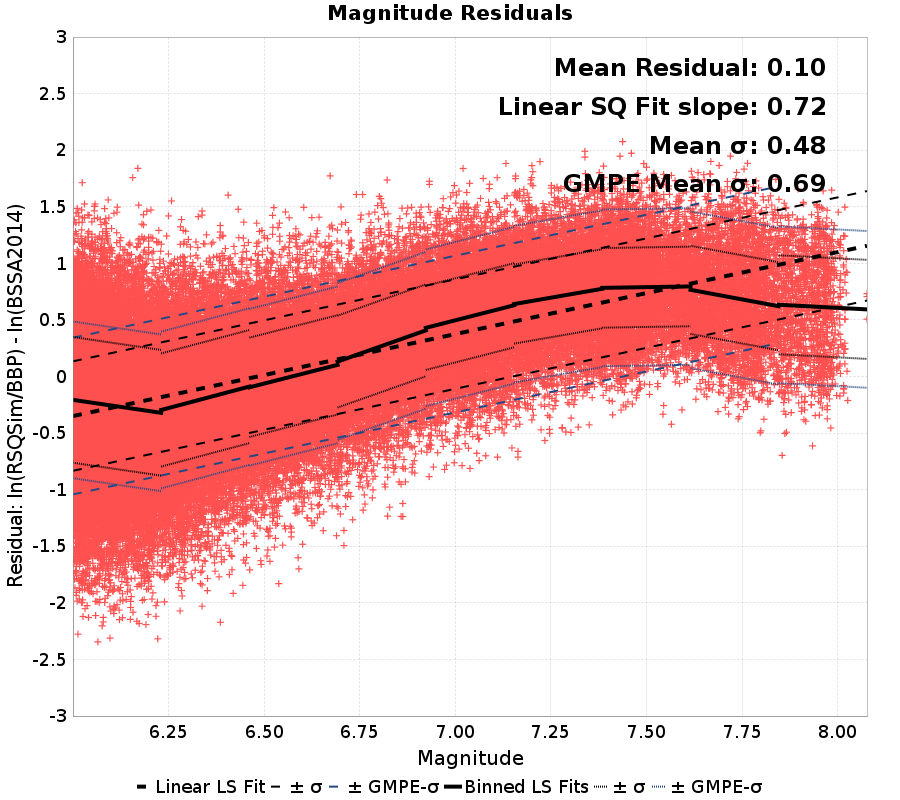 Magnitude Residuals
Mean Residual: 0.10
Linear SQ Fit slope: 0.72
Mean σ: 0.48
GMPE Mean σ: 0.69
Residual: ln(RSQSim/BBP) - ln(BSSA2014)
3
2.5
2
1.5
1
0.5
0
-0.5
-1
-1.5
-2
-2.5
-3
6.25 6.50 6.75 7.00 7.25 7.50 7.75 8.00
Magnitude
Linear LS Fit ± σ ± GMPE-σ Binned LS Fits ± σ ± GMPE-σ